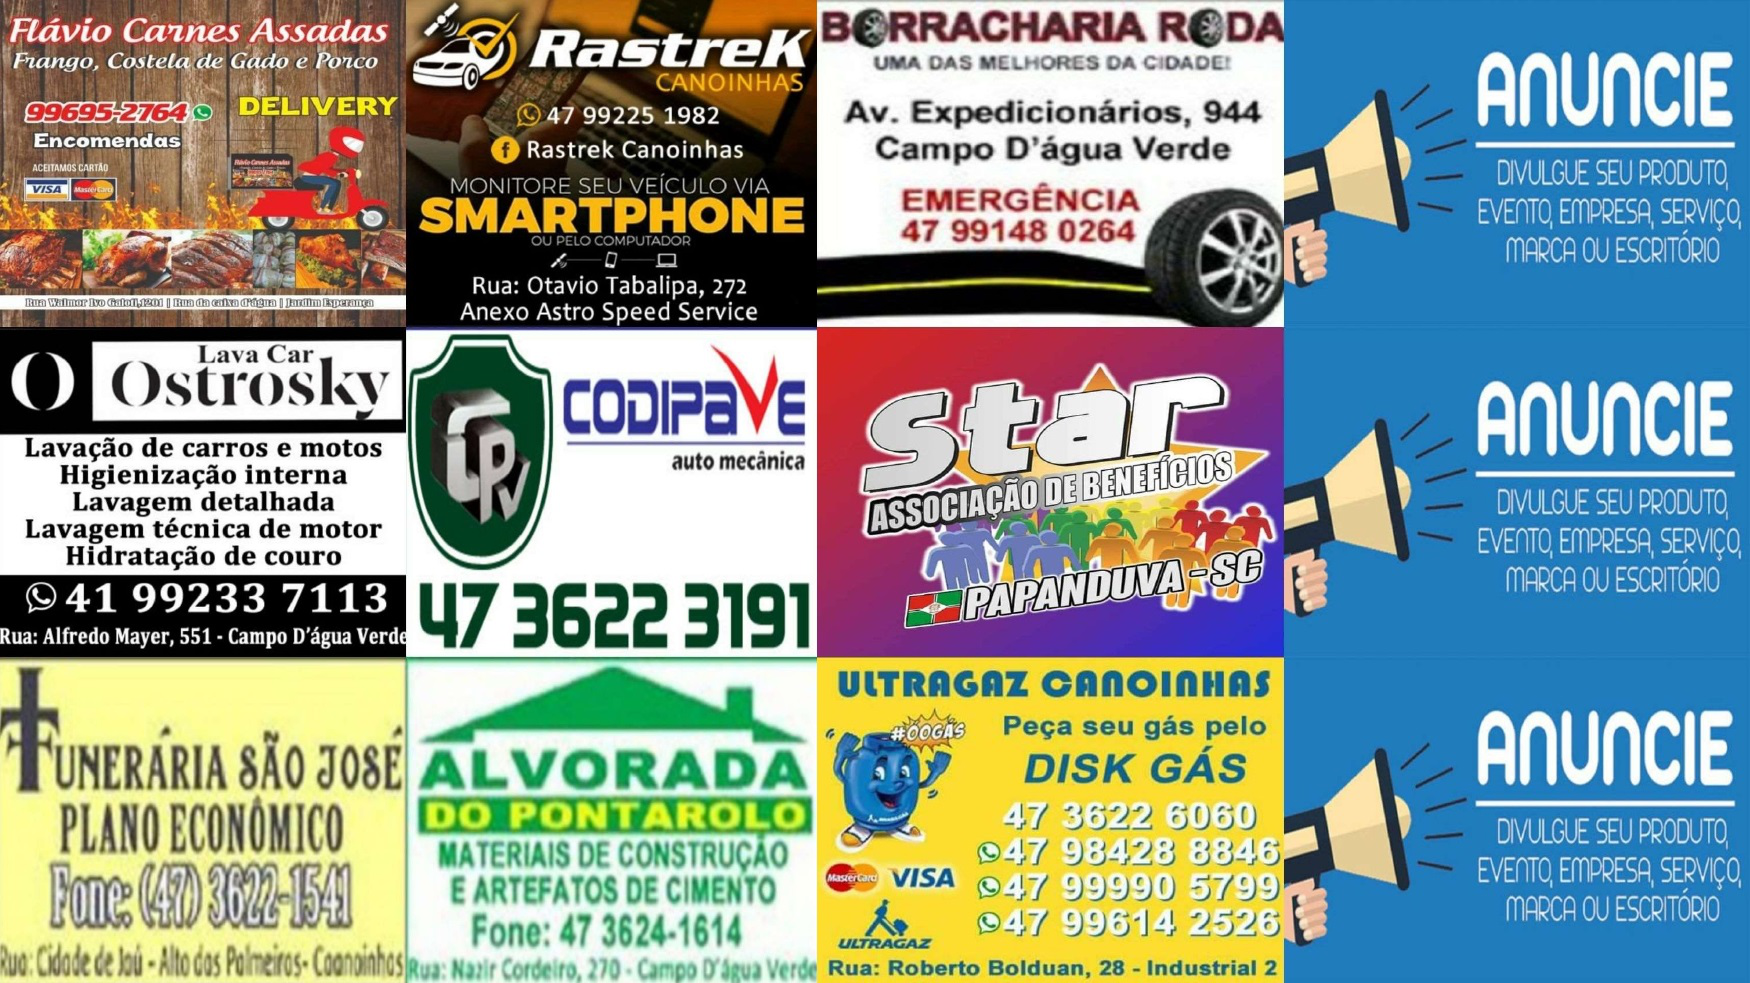 Flávio Carnes Assadas
Frango, Costela de Gado e Porco
99695-2764
DELIVERY
Encomendas
ACEITAMOS CARTÃO
VISA MasterCard
Flávio Carnes Assadas
Rua Walmor Ivo Gatofi,1201 | Rua da caixa d'água | Jardim Esperança
RastreK
CANOINHAS
47 99225 1982
Rastrek Canoinhas
MONITORE SEU VEÍCULO VIA
SMARTPHONE
OU PELO COMPUTADOR
Rua: Otavio Tabalipa, 272
Anexo Astro Speed Service
BORRACHARIA RODA
UMA DAS MELHORES DA CIDADE!
Av. Expedicionários, 944
Campo D'água Verde
EMERGÊNCIA
47 99148 0264
ANUNCIE
DIVULGUE SEU PRODUTO,
EVENTO, EMPRESA, SERVIÇO,
MARCA OU ESCRITÓRIO
O
Lava Car
Ostrosky
Lavação de carros e motos
Higienização interna
Lavagem detalhada
Lavagem técnica de motor
Hidratação de couro
41 99233 7113
Rua: Alfredo Mayer, 551 - Campo D'água Verde
CPV
CODIPAVE
auto mecânica
47 3622 3191
Star
ASSOCIAÇÃO DE BENEFÍCIOS
PAPANDUVA - SC
ANUNCIE
DIVULGUE SEU PRODUTO,
EVENTO, EMPRESA, SERVIÇO,
MARCA OU ESCRITÓRIO
FUNERÁRIA SÃO JOSÉ
PLANO ECONÔMICO
Fone: (47) 3622-1541
Rua: Cidade de Jaú - Alto das Palmeiras- Caanoinhas
ALVORADA
DO PONTAROLO
MATERIAIS DE CONSTRUÇÃO
E ARTEFATOS DE CIMENTO
Fone: 47 3624-1614
Rua: Nazir Cordeiro, 270 - Campo D'água Verde
ULTRAGAZ CANOINHAS
#OOGÁS
Peça seu gás pelo
DISK GÁS
47 3622 6060
47 98428 8846
MasterCard VISA
47 99990 5799
47 99614 2526
ULTRAGAZ
Rua: Roberto Bolduan, 28 - Industrial 2
ANUNCIE
DIVULGUE SEU PRODUTO,
EVENTO, EMPRESA, SERVIÇO,
MARCA OU ESCRITÓRIO